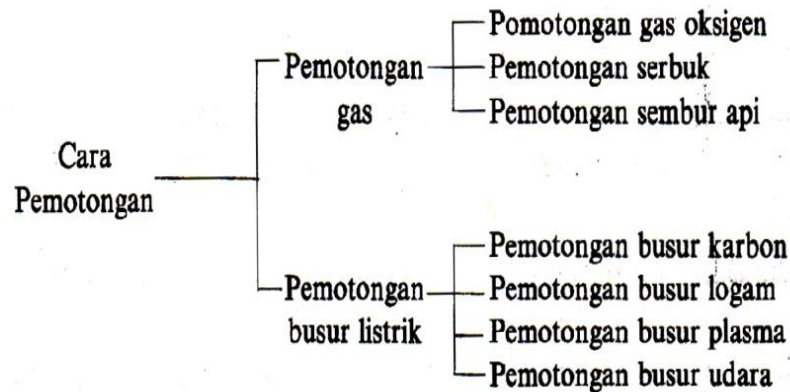 Cara
Pemotongan
Pemotongan
gas
Pomotongan gas oksigen
Pemotongan serbuk
Pemotongan sembur api
Pemotongan
busur listrik
Pemotongan busur karbon
Pemotongan busur logam
Pemotongan busur plasma
Pemotongan busur udara